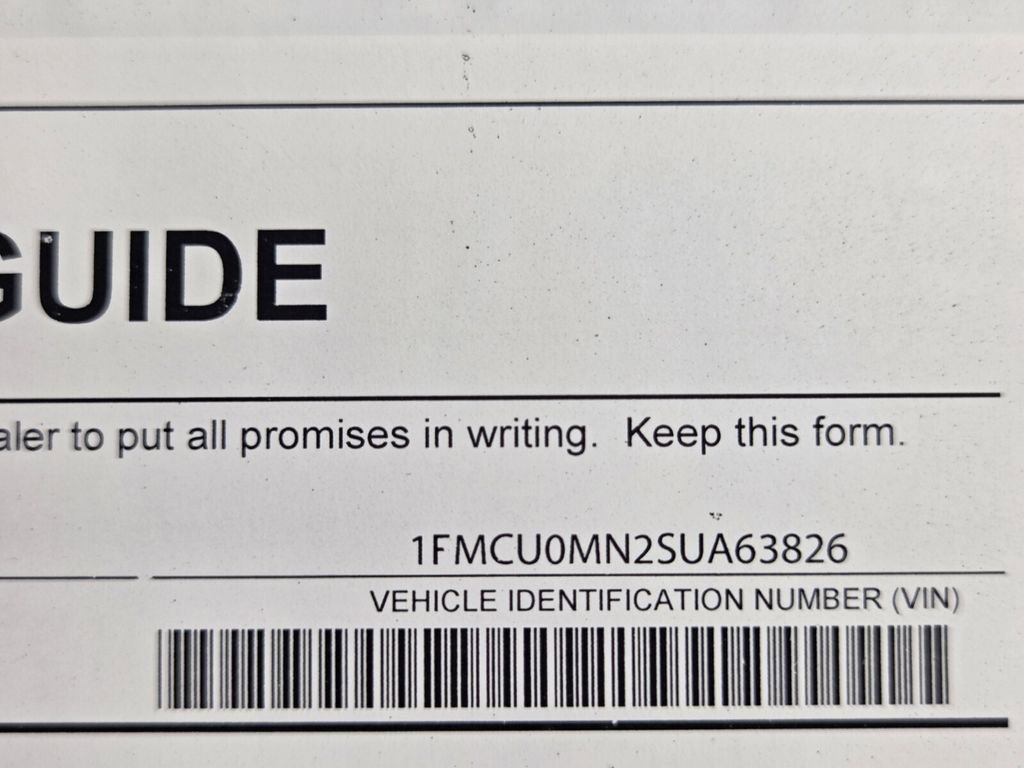 GUIDE
aler to put all promises in writing. Keep this form.
1FMCU0MN2SUA63826
VEHICLE IDENTIFICATION NUMBER (VIN)